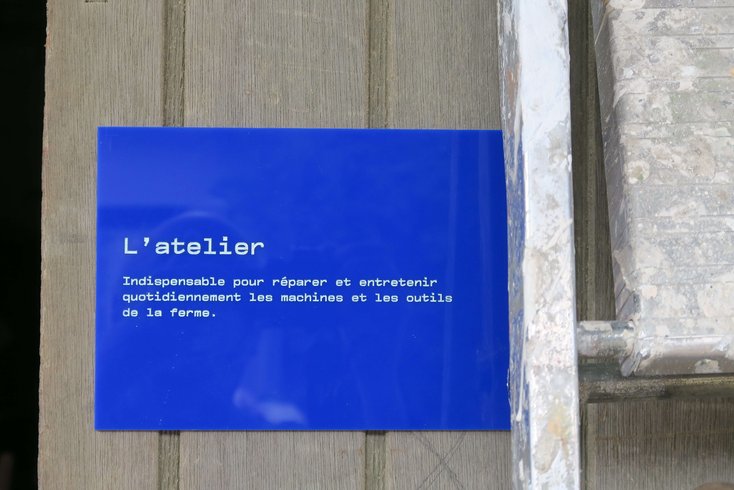 L'atelier
Indispensable pour réparer et entretenir
quotidiennement les machines et les outils
de la ferme.